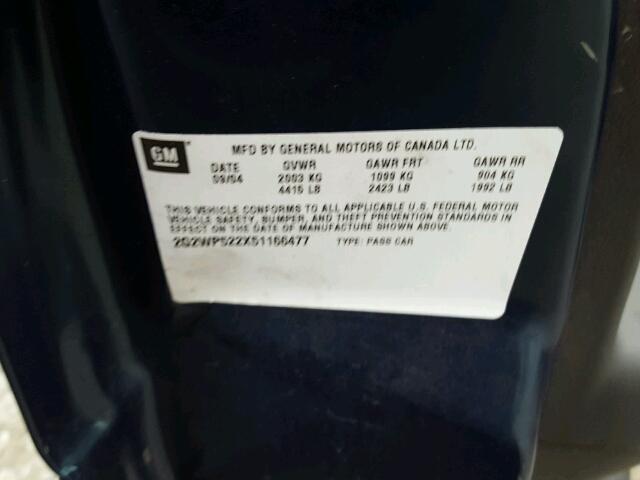 GM
MFD BY GENERAL MOTORS OF CANADA LTD.
DATE GVWR GAWR FRT GAWR RR
09/04 2003 KG 1099 KG 904 KG
4415 LB 2423 LB 1992 LB
THIS VEHICLE CONFORMS TO ALL APPLICABLE U.S. FEDERAL MOTOR
VEHICLE SAFETY, BUMPER, AND THEFT PREVENTION STANDARDS IN
EFFECT ON THE DATE OF MANUFACTURE SHOWN ABOVE.
2G2WP522X51166477 TYPE: PASS CAR